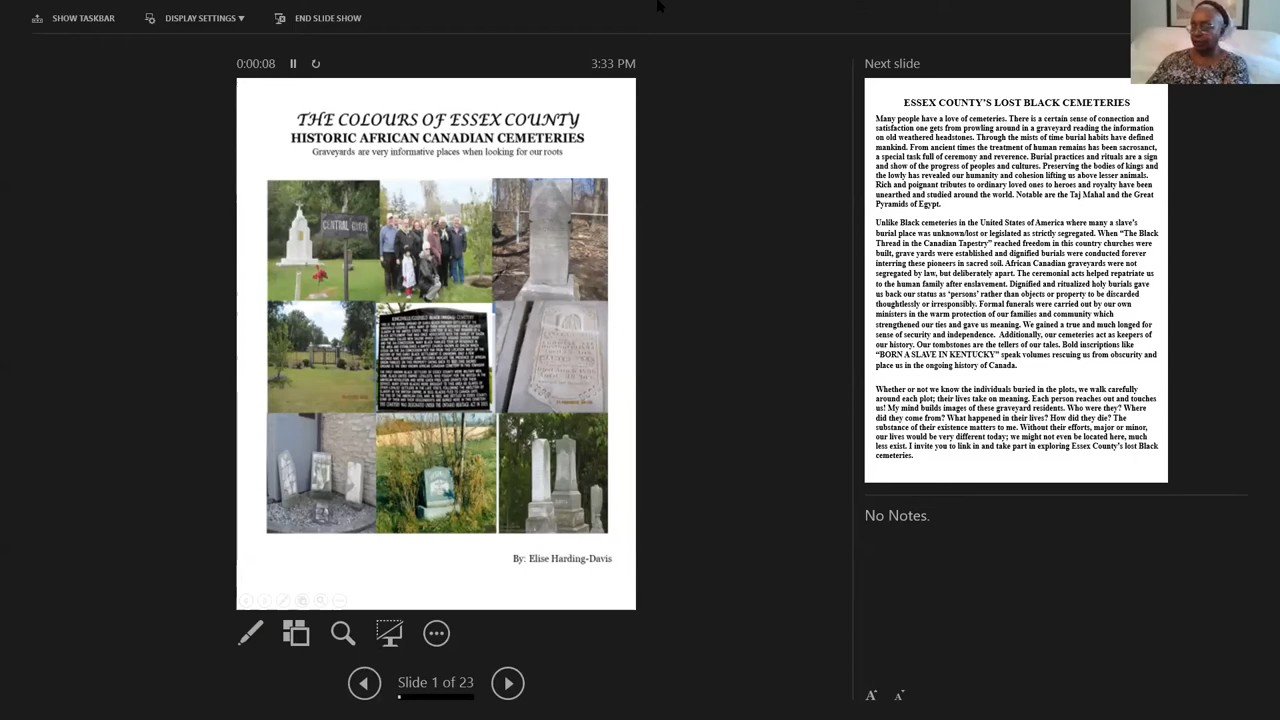 SHOW TASKBAR
DISPLAY SETTINGS ▼
END SLIDE SHOW
0:00:08
3:33 PM
THE COLOURS OF ESSEX COUNTY
HISTORIC AFRICAN CANADIAN CEMETERIES
Graveyards are very informative places when looking for our roots
CENTRAL GROVE
By: Elise Harding-Davis
Slide 1 of 23
Next slide
ESSEX COUNTY'S LOST BLACK CEMETERIES
Many people have a love of cemeteries. There is a certain sense of connection and
satisfaction one gets from prowling around in a graveyard reading the information
on old weathered headstones. Through the mists of time burial habits have defined
mankind. From ancient times the treatment of human remains has been sacrosanct,
a special task full of ceremony and reverence. Burial practices and rituals are a sign
and show of the progress of peoples and cultures. Preserving the bodies of kings and
the lowly has revealed our humanity and cohesion lifting us above lesser animals.
Rich and poignant tributes to ordinary loved ones to heroes and royalty have been
unearthed and studied around the world. Notable are the Taj Mahal and the Great
Pyramids of Egypt.
Unlike Black cemeteries in the United States of America where many a slave's
burial place was unknown/lost or legislated as strictly segregated. When “The Black
Thread in the Canadian Tapestry” reached freedom in this country churches were
built, grave yards were established and dignified burials were conducted forever
interring these pioneers in sacred soil. African Canadian graveyards were not
segregated by law, but deliberately apart. The ceremonial acts helped repatriate us
to the human family after enslavement. Dignified and ritualized holy burials gave
us back our status as ‘persons’ rather than objects or property to be discarded
thoughtlessly or irresponsibly. Formal funerals were carried out by our own
ministers in the warm protection of our families and community which
strengthened our ties and gave us meaning. We gained a true and much longed for
sense of security and independence. Additionally, our cemeteries act as keepers of
our history. Our tombstones are the tellers of our tales. Bold inscriptions like
“BORN A SLAVE IN KENTUCKY” speak volumes rescuing us from obscurity and
place us in the ongoing history of Canada.
Whether or not we know the individuals buried in the plots, we walk carefully
around each plot; their lives take on meaning. Each person reaches out and touches
us! My mind builds images of these graveyard residents. Who were they? Where
did they come from? What happened in their lives? How did they die? The
substance of their existence matters to me. Without their efforts, major or minor,
our lives would be very different today; we might not even be located here, much
less exist. I invite you to link in and take part in exploring Essex County's lost Black
cemeteries.
No Notes.
A A